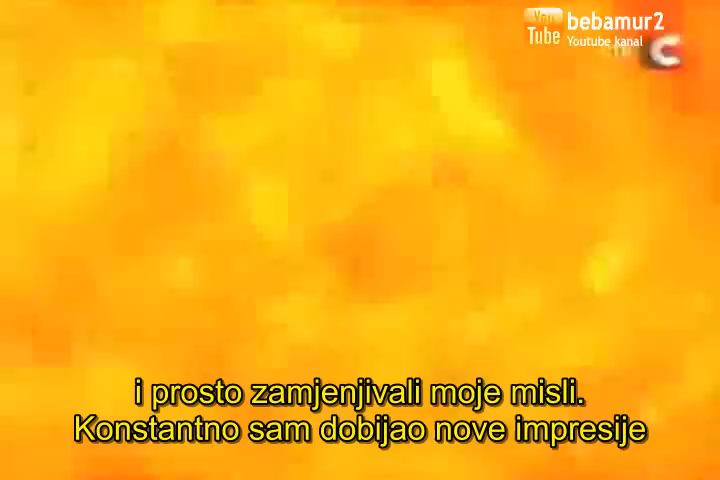 You Tube
bebamur2
Youtube kanal
C
i prosto zamjenjivali moje misli.
Konstantno sam dobijao nove impresije